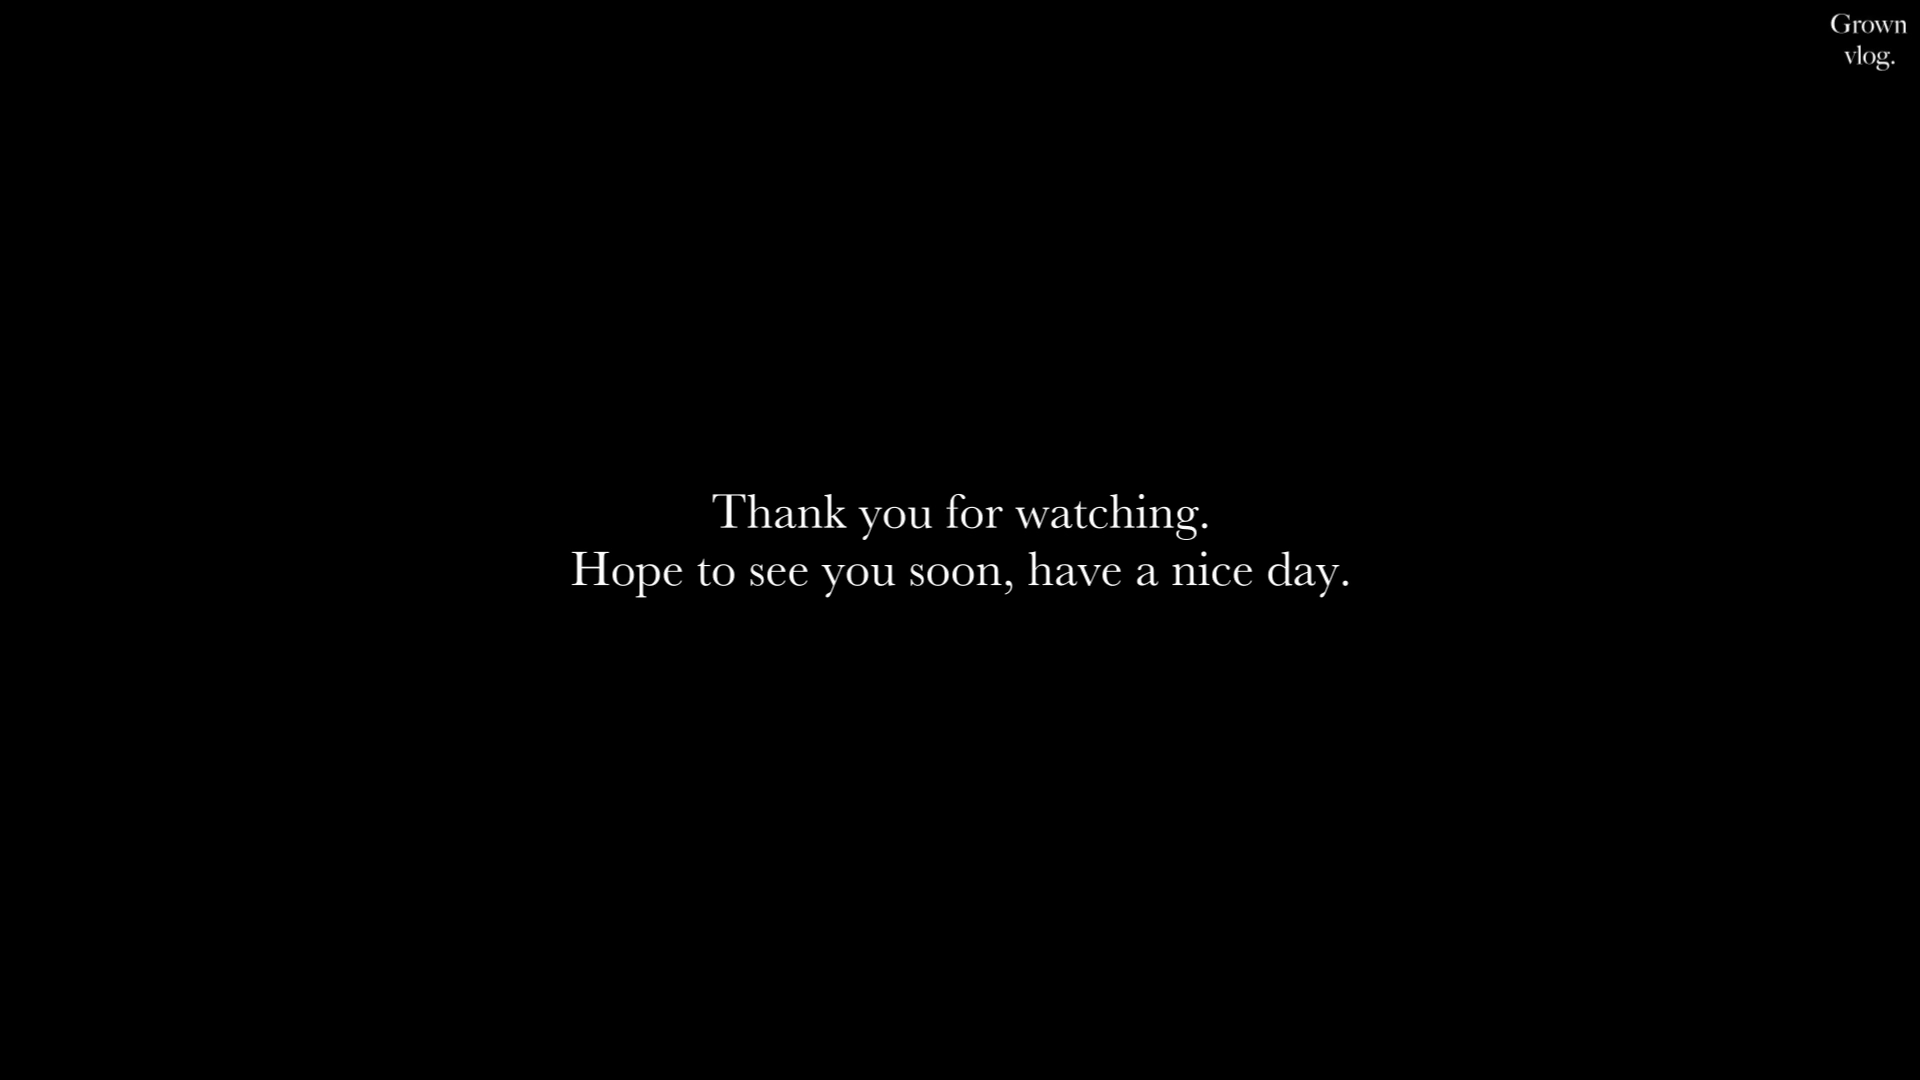 Grown
vlog.
Thank you for watching.
Hope to see you soon, have a nice day.